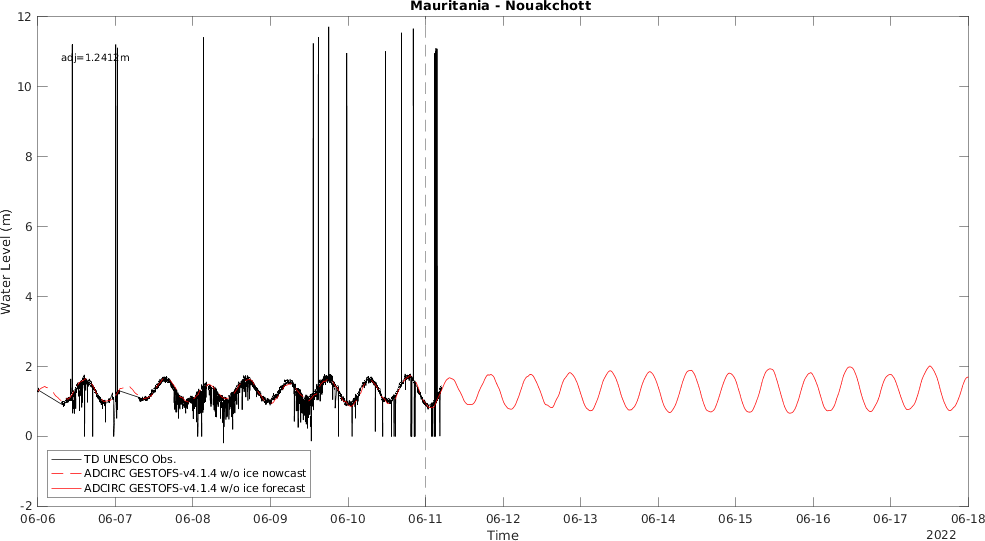 Mauritania - Nouakchott
Water Level (m)
12
10
8
6
4
2
0
-2
adj=1.2412m
TD UNESCO Obs.
ADCIRC GESTOFS-v4.1.4 w/o ice nowcast
ADCIRC GESTOFS-v4.1.4 w/o ice forecast
06-06 06-07 06-08 06-09 06-10 06-11 06-12 06-13 06-14 06-15 06-16 06-17 06-18
Time
2022